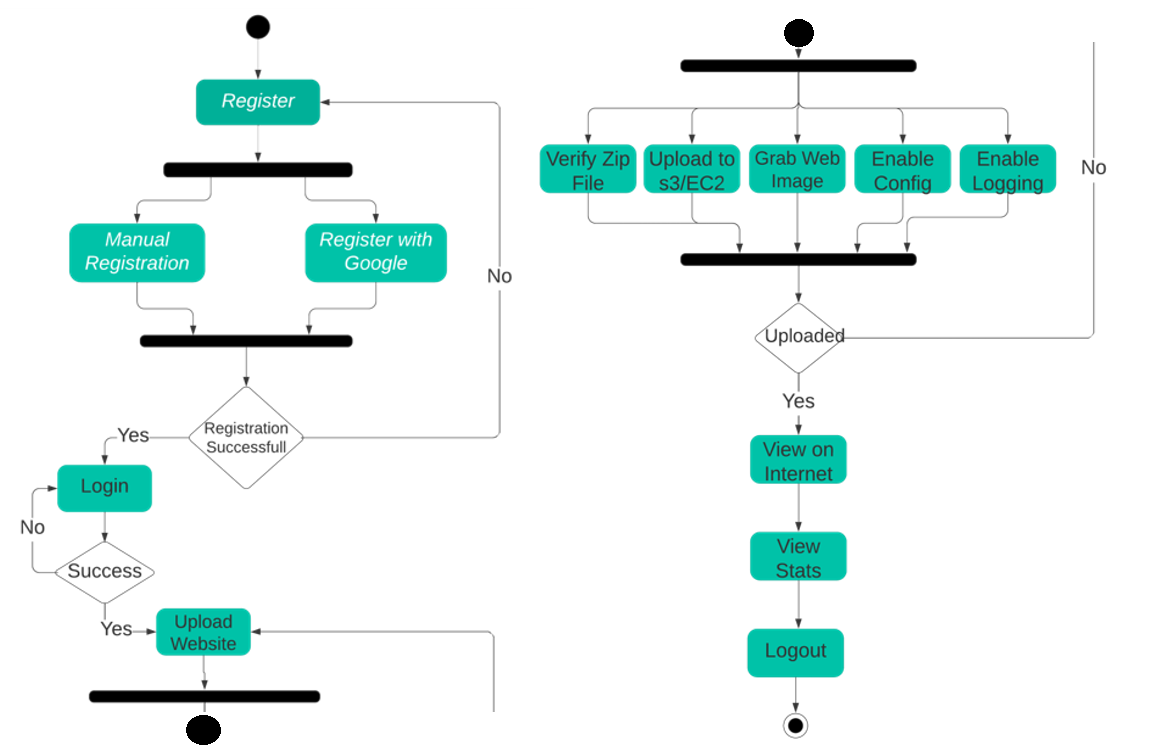 Register
Manual
Registration
Register with
Google
No
Registration
Successfull
Yes
Login
No
Success
Yes
Upload
Website
Verify Zip
File
Upload to
s3/EC2
Grab Web
Image
Enable
Config
Enable
Logging
No
Uploaded
Yes
View on
Internet
View
Stats
Logout